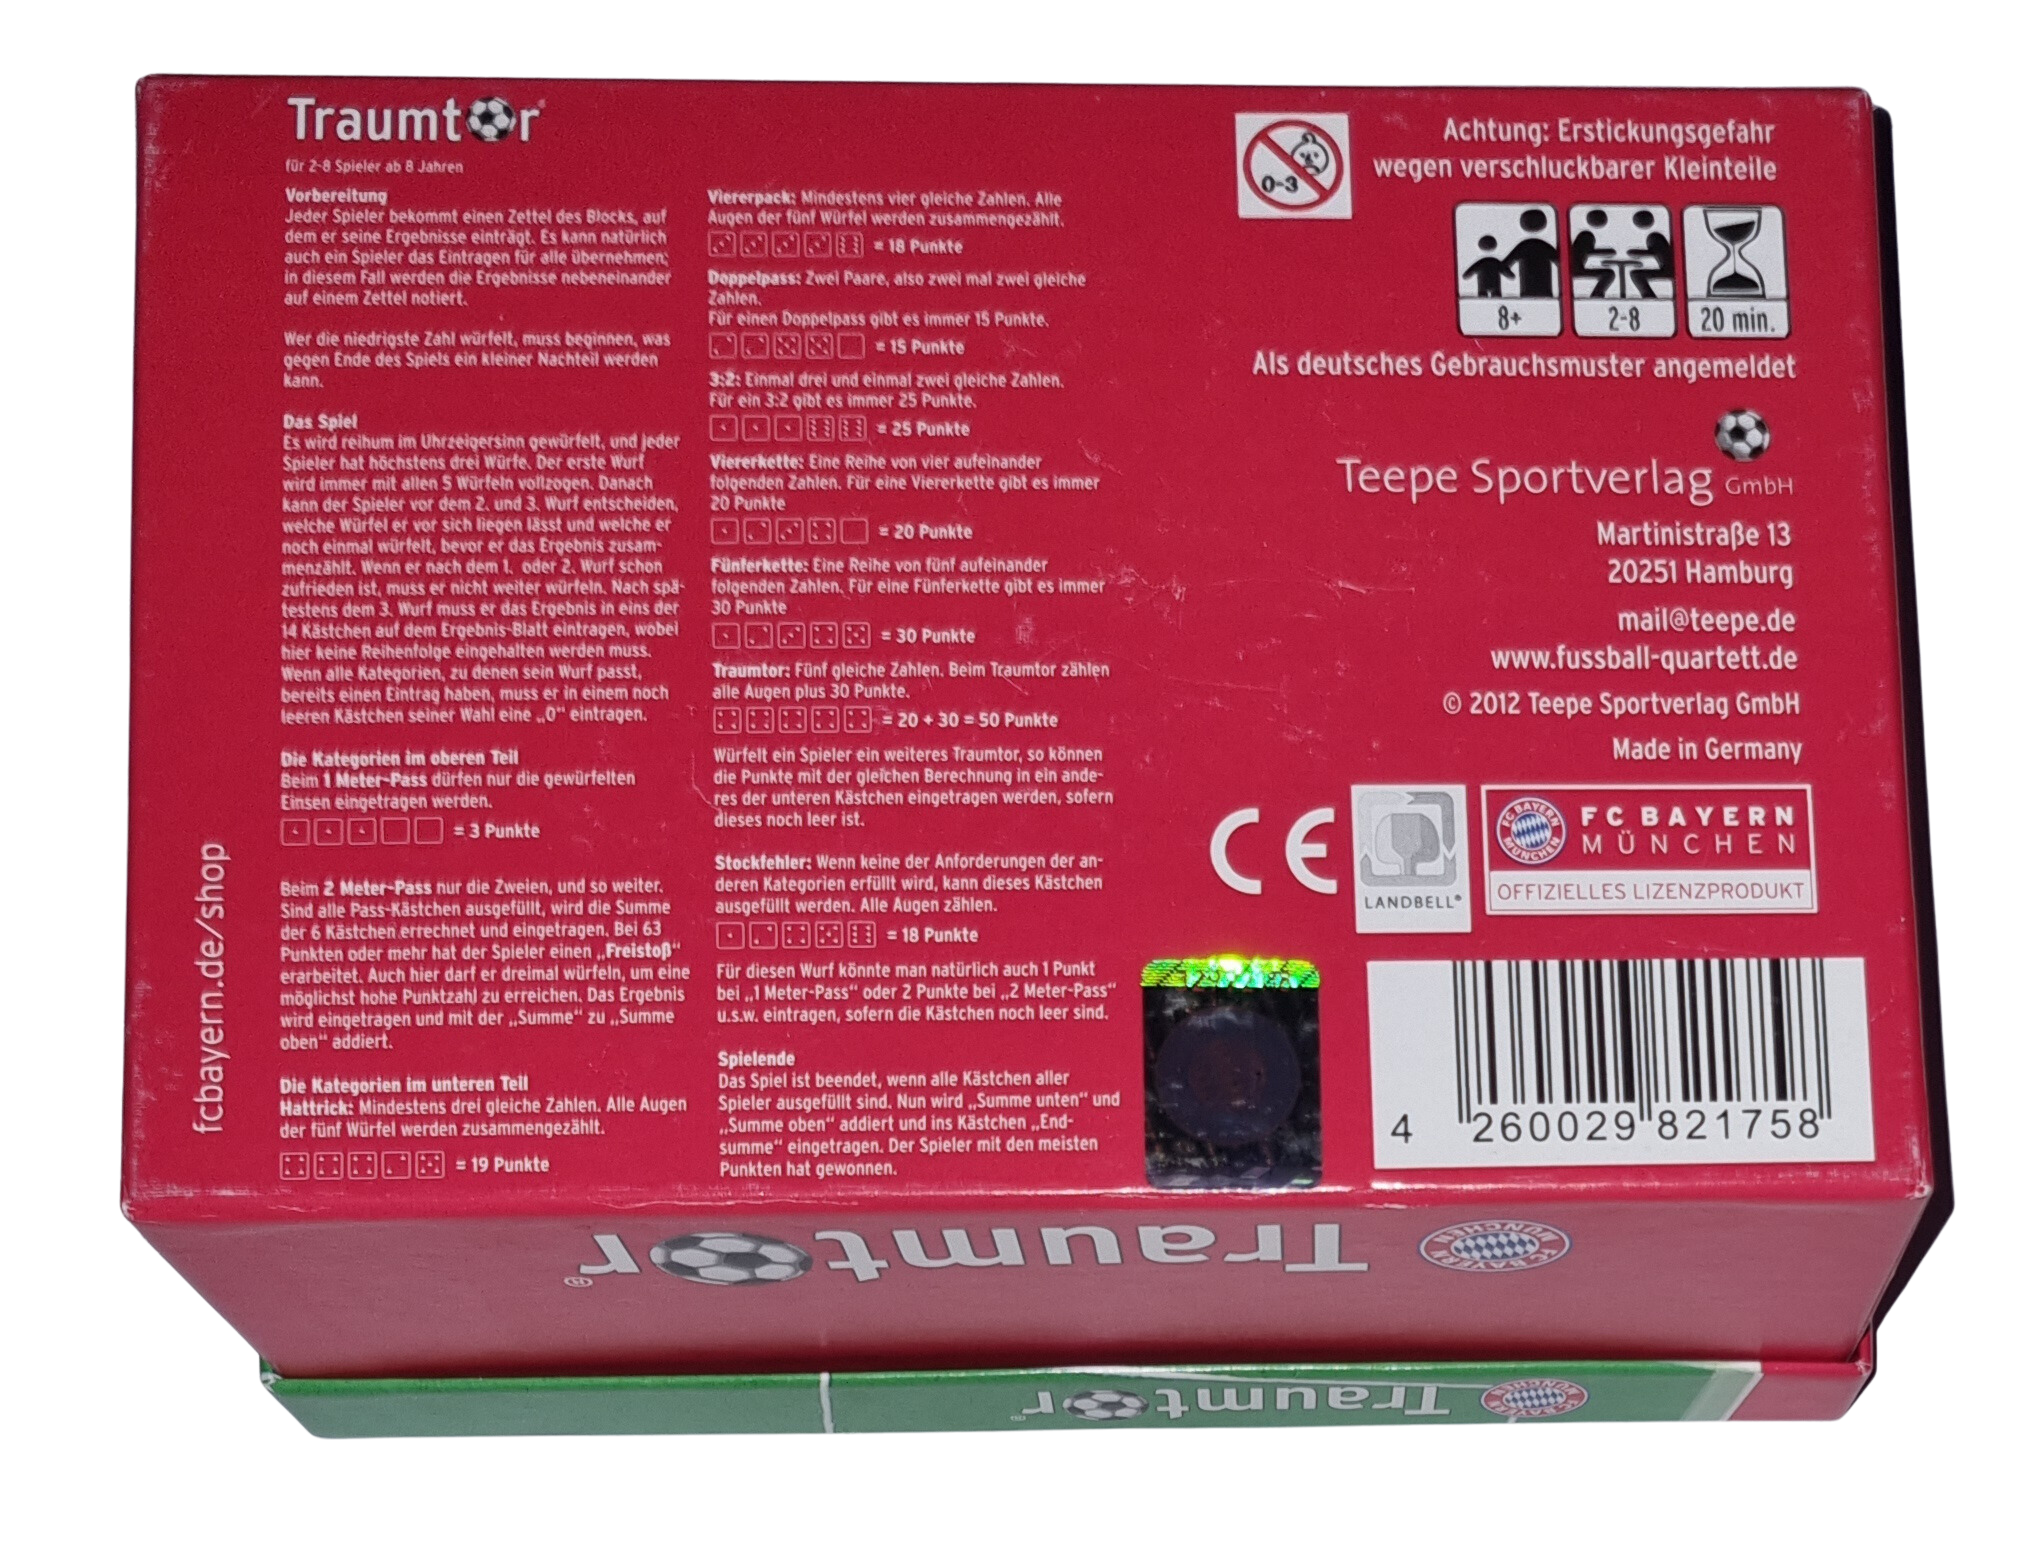 Traumtor
für 2-8 Spieler ab 8 Jahren
Vorbereitung
Jeder Spieler bekommt einen Zettel des Blocks, auf
dem er seine Ergebnisse einträgt. Es kann natürlich
auch ein Spieler das Eintragen für alle übernehmen;
in diesem Fall werden die Ergebnisse nebeneinander
auf einem Zettel notiert.
Wer die niedrigste Zahl würfelt, muss beginnen, was
gegen Ende des Spiels ein kleiner Nachteil werden
kann.
Das Spiel
Es wird reihum im Uhrzeigersinn gewürfelt, und jeder
Spieler hat höchstens drei Würfe. Der erste Wurf
wird immer mit allen 5 Würfeln vollzogen. Danach
kann der Spieler vor dem 2. und 3. Wurf entscheiden,
welche Würfel er vor sich liegen lässt und welche er
noch einmal würfelt, bevor er das Ergebnis zusam-
menzählt. Wenn er nach dem 1. oder 2. Wurf schon
zufrieden ist, muss er nicht weiter würfeln. Nach spä-
testens dem 3. Wurf muss er das Ergebnis in eins der
14 Kästchen auf dem Ergebnis-Blatt eintragen, wobei
hier keine Reihenfolge eingehalten werden muss.
Wenn alle Kategorien, zu denen sein Wurf passt,
bereits einen Eintrag haben, muss er in einem noch
leeren Kästchen seiner Wahl eine „0" eintragen.
Die Kategorien im oberen Teil
Beim 1 Meter-Pass dürfen nur die gewürfelten
Einsen eingetragen werden.
= 3 Punkte
Beim 2 Meter-Pass nur die Zweien, und so weiter.
Sind alle Pass-Kästchen ausgefüllt, wird die Summe
der 6 Kästchen errechnet und eingetragen. Bei 63
Punkten oder mehr hat der Spieler einen „Freistoß"
erarbeitet. Auch hier darf er dreimal würfeln, um eine
möglichst hohe Punktzahl zu erreichen. Das Ergebnis
wird eingetragen und mit der „Summe" zu „Summe
oben" addiert.
Die Kategorien im unteren Teil
Hattrick: Mindestens drei gleiche Zahlen. Alle Augen
der fünf Würfel werden zusammengezählt.
= 19 Punkte
Viererpack: Mindestens vier gleiche Zahlen. Alle
Augen der fünf Würfel werden zusammengezählt.
= 18 Punkte
Doppelpass: Zwei Paare, also zwei mal zwei gleiche
Zahlen.
Für einen Doppelpass gibt es immer 15 Punkte.
= 15 Punkte
3:2: Einmal drei und einmal zwei gleiche Zahlen.
Für ein 3:2 gibt es immer 25 Punkte.
= 25 Punkte
Viererkette: Eine Reihe von vier aufeinander
folgenden Zahlen. Für eine Viererkette gibt es immer
20 Punkte
= 20 Punkte
Fünferkette: Eine Reihe von fünf aufeinander
folgenden Zahlen. Für eine Fünferkette gibt es immer
30 Punkte
= 30 Punkte
Traumtor: Fünf gleiche Zahlen. Beim Traumtor zählen
alle Augen plus 30 Punkte.
= 20 + 30 = 50 Punkte
Würfelt ein Spieler ein weiteres Traumtor, so können
die Punkte mit der gleichen Berechnung in ein ande-
res der unteren Kästchen eingetragen werden, sofern
dieses noch leer ist.
Stockfehler: Wenn keine der Anforderungen der an-
deren Kategorien erfüllt wird, kann dieses Kästchen
ausgefüllt werden. Alle Augen zählen.
= 18 Punkte
Für diesen Wurf könnte man natürlich auch 1 Punkt
bei „1 Meter-Pass" oder 2 Punkte bei „2 Meter-Pass"
u.s.w. eintragen, sofern die Kästchen noch leer sind.
Spielende
Das Spiel ist beendet, wenn alle Kästchen aller
Spieler ausgefüllt sind. Nun wird „Summe unten" und
„Summe oben" addiert und ins Kästchen „End-
summe" eingetragen. Der Spieler mit den meisten
Punkten hat gewonnen.
fcbayern.de/shop
0-3
Achtung: Erstickungsgefahr
wegen verschluckbarer Kleinteile
8+ 2-8 20 min.
Als deutsches Gebrauchsmuster angemeldet
Teepe Sportverlag GmbH
Martinistraße 13
20251 Hamburg
mail@teepe.de
www.fussball-quartett.de
© 2012 Teepe Sportverlag GmbH
Made in Germany
CE
LANDBELL®
FC BAYERN
MÜNCHEN
FC BAYERN
MÜNCHEN
OFFIZIELLES LIZENZPRODUKT
4 260029 821758
FC BAYERN MÜNCHEN
Traumtor®
FC BAYERN MÜNCHEN
Traumtor®